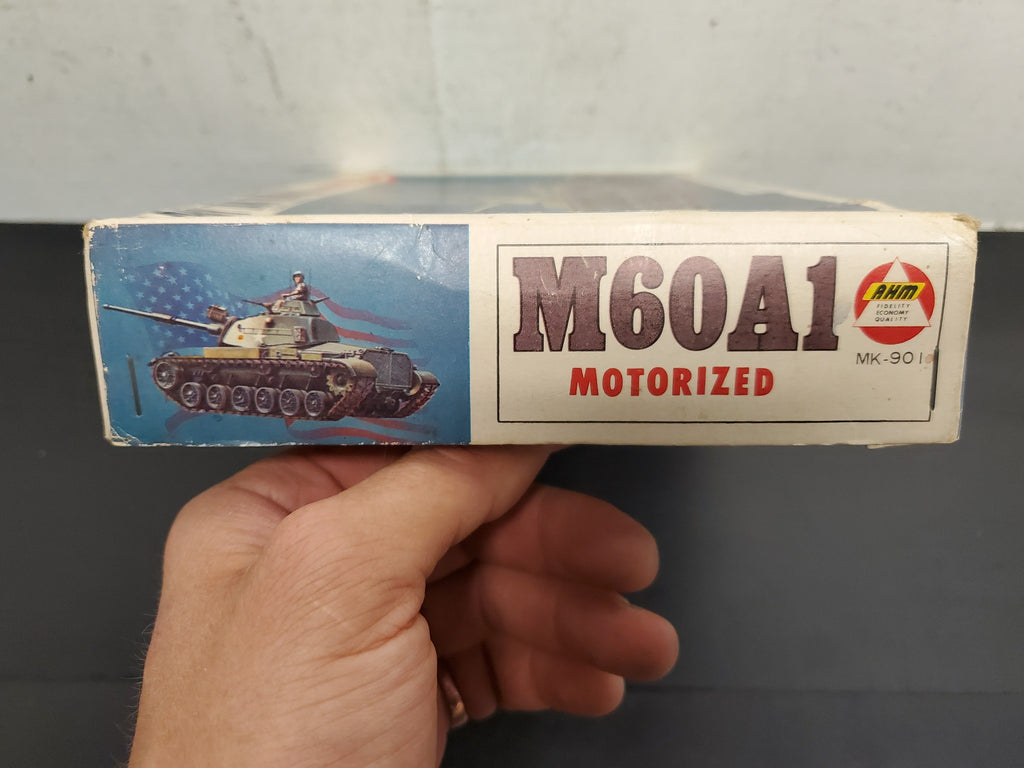 M60A1
MOTORIZED
AHM
FIDELITY
ECONOMY
QUALITY
MK-901